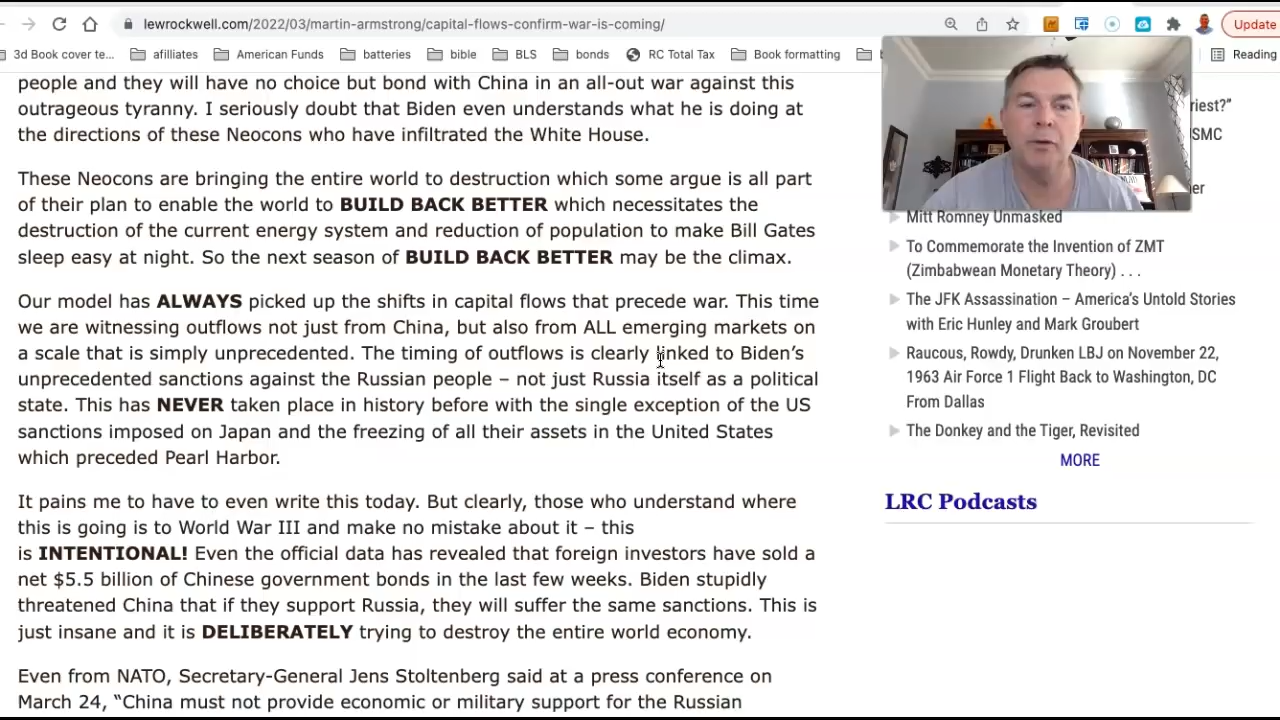 lewrockwell.com/2022/03/martin-armstrong/capital-flows-confirm-war-is-coming/
Update
3d Book cover te...
afilliates
American Funds
batteries
bible
BLS
bonds
RC Total Tax
Book formatting
Reading
people and they will have no choice but bond with China in an all-out war against this
outrageous tyranny. I seriously doubt that Biden even understands what he is doing at
the directions of these Neocons who have infiltrated the White House.
These Neocons are bringing the entire world to destruction which some argue is all part
of their plan to enable the world to BUILD BACK BETTER which necessitates the
destruction of the current energy system and reduction of population to make Bill Gates
sleep easy at night. So the next season of BUILD BACK BETTER may be the climax.
Our model has ALWAYS picked up the shifts in capital flows that precede war. This time
we are witnessing outflows not just from China, but also from ALL emerging markets on
a scale that is simply unprecedented. The timing of outflows is clearly linked to Biden’s
unprecedented sanctions against the Russian people – not just Russia itself as a political
state. This has NEVER taken place in history before with the single exception of the US
sanctions imposed on Japan and the freezing of all their assets in the United States
which preceded Pearl Harbor.
It pains me to have to even write this today. But clearly, those who understand where
this is going is to World War III and make no mistake about it – this
is INTENTIONAL! Even the official data has revealed that foreign investors have sold a
net $5.5 billion of Chinese government bonds in the last few weeks. Biden stupidly
threatened China that if they support Russia, they will suffer the same sanctions. This is
just insane and it is DELIBERATELY trying to destroy the entire world economy.
Even from NATO, Secretary-General Jens Stoltenberg said at a press conference on
March 24, “China must not provide economic or military support for the Russian
riest?”
SMC
er
Mitt Romney Unmasked
To Commemorate the Invention of ZMT
(Zimbabwean Monetary Theory) . . .
The JFK Assassination – America’s Untold Stories
with Eric Hunley and Mark Groubert
Raucous, Rowdy, Drunken LBJ on November 22,
1963 Air Force 1 Flight Back to Washington, DC
From Dallas
The Donkey and the Tiger, Revisited
MORE
LRC Podcasts